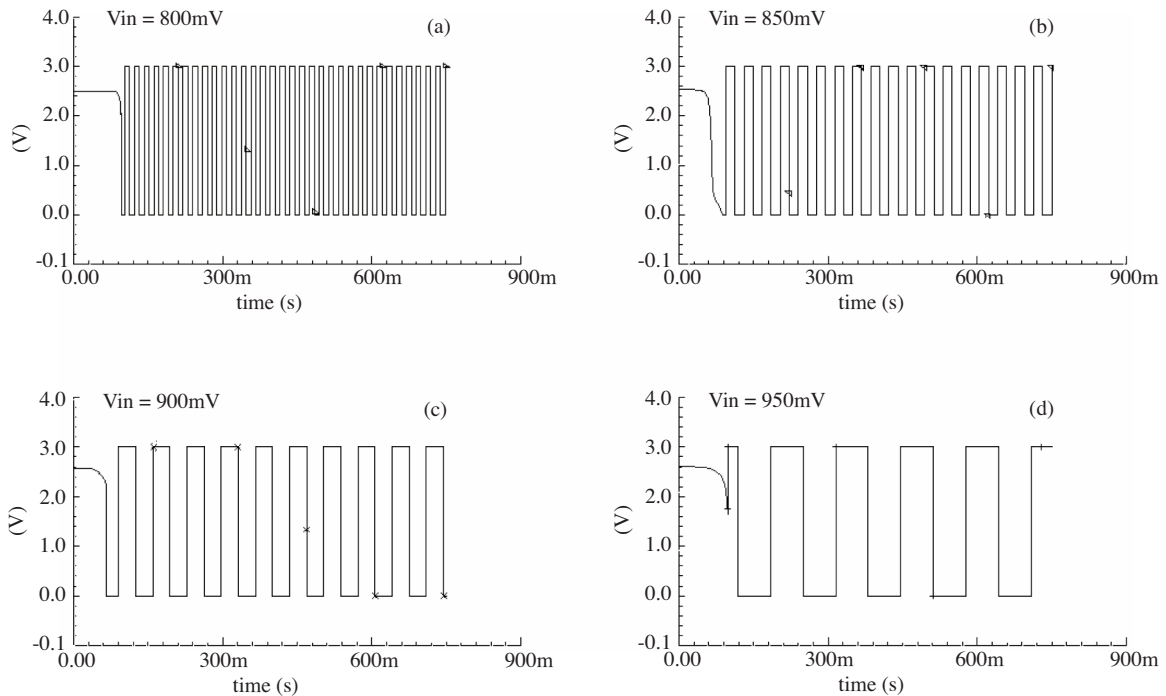 Vin = 800mV
(a)
4.0
3.0
2.0
1.0
0.0
-0.1
(V)
0.00 300m 600m 900m
time (s)
Vin = 850mV
(b)
4.0
3.0
2.0
1.0
0.0
-0.1
(V)
0.00 300m 600m 900m
time (s)
Vin = 900mV
(c)
4.0
3.0
2.0
1.0
0.0
-0.1
(V)
0.00 300m 600m 900m
time (s)
Vin = 950mV
(d)
4.0
3.0
2.0
1.0
0.0
-0.1
(V)
0.00 300m 600m 900m
time (s)